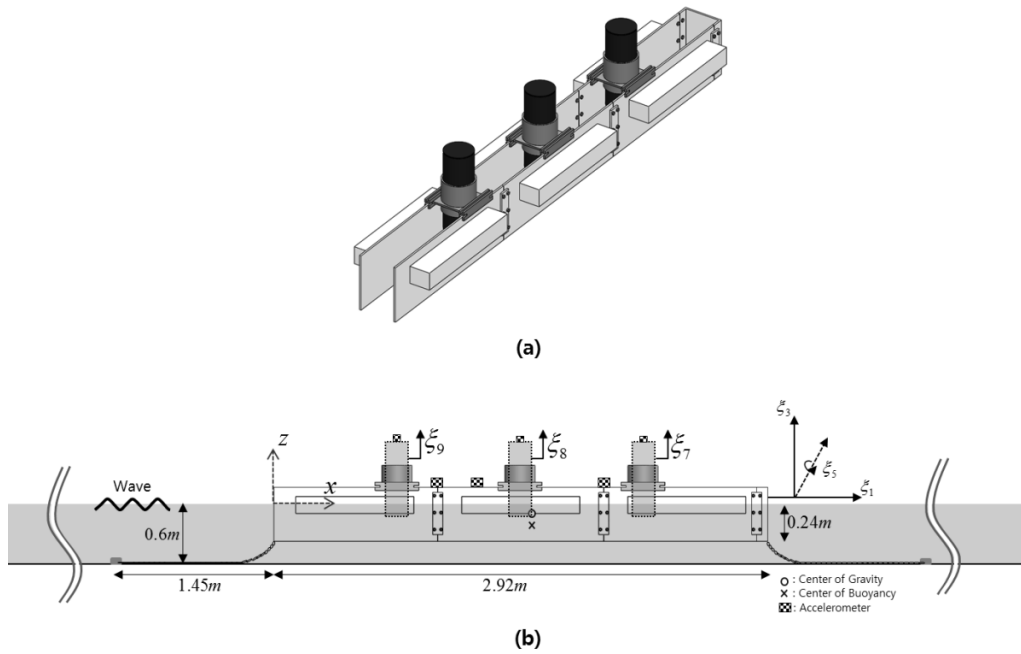 (a)
ξ₃
ξ₉
ξ₈
ξ₇
z
ξ₅
Wave
x
ξ₁
0.6m
0.24m
1.45m
2.92m
: Center of Gravity
: Center of Buoyancy
: Accelerometer
(b)